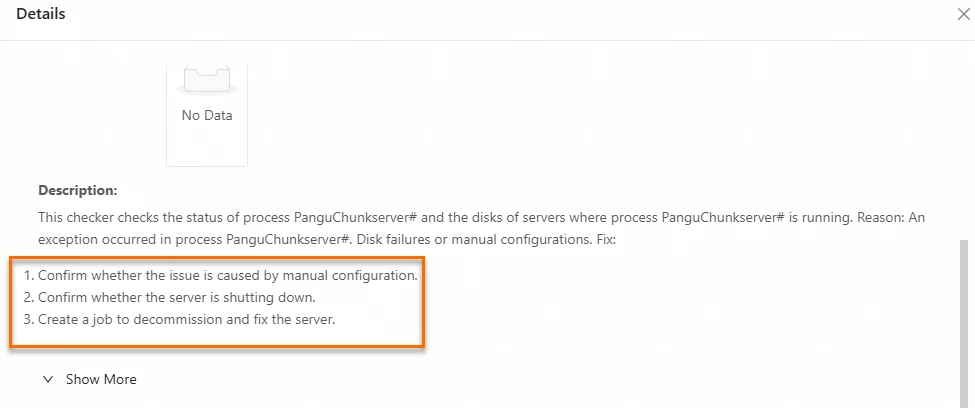 Details
No Data
Description:
This checker checks the status of process PanguChunkserver# and the disks of servers where process PanguChunkserver# is running. Reason: An
exception occurred in process PanguChunkserver#. Disk failures or manual configurations. Fix:
1. Confirm whether the issue is caused by manual configuration.
2. Confirm whether the server is shutting down.
3. Create a job to decommission and fix the server.
Show More